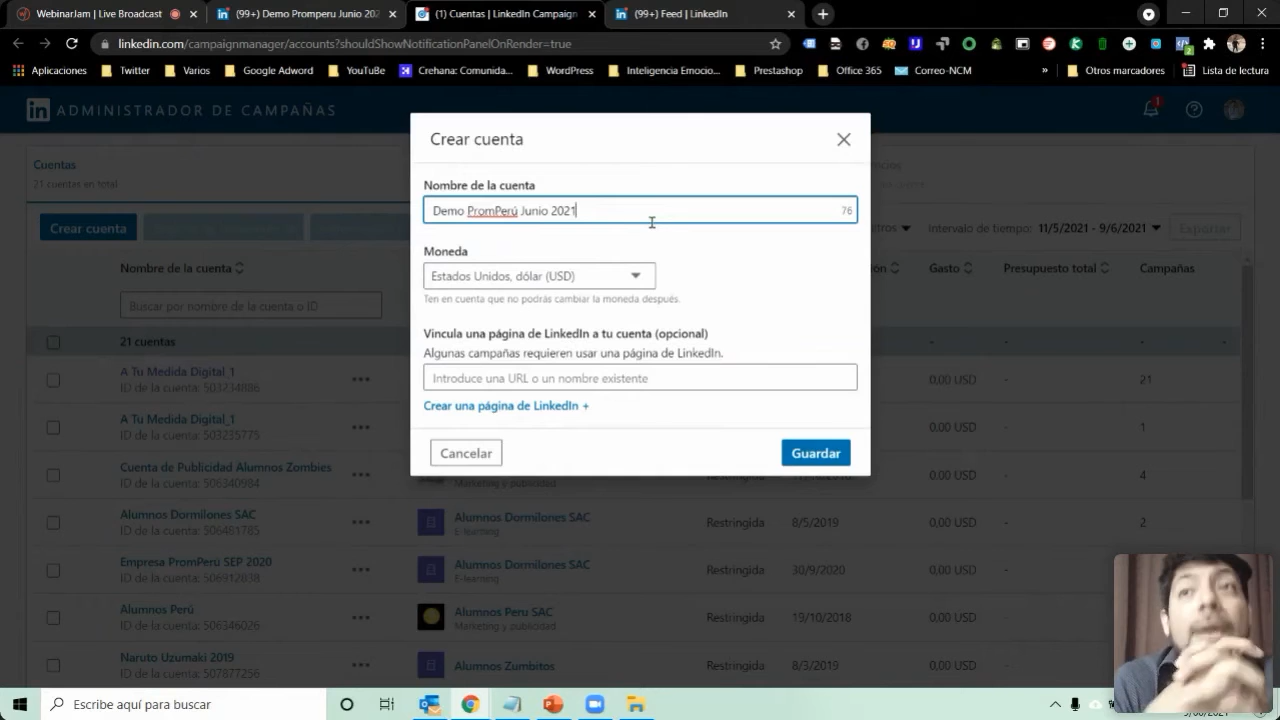 WebinarJam | Live Broadcast
(99+) Demo Promperu Junio 202
(1) Cuentas | LinkedIn Campaign
(99+) Feed | LinkedIn
linkedin.com/campaignmanager/accounts?shouldShowNotificationPanelOnRender=true
Aplicaciones
Twitter
Varios
Google Adword
YouTube
Crehana: Comunida...
WordPress
Inteligencia Emocio...
Prestashop
Office 365
Correo-NCM
»
Otros marcadores
Lista de lectura
in ADMINISTRADOR DE CAMPAÑAS
Crear cuenta
Cuentas
21 cuentas en total
Nombre de la cuenta
Demo PromPerú Junio 2021
76
Crear cuenta
Intervalo de tiempo: 11/5/2021 - 9/6/2021
Exportar
Moneda
Estados Unidos, dólar (USD)
Ten en cuenta que no podrás cambiar la moneda después.
Nombre de la cuenta
Gasto
Presupuesto total
Campañas
Buscar por nombre de la cuenta o ID
Vincula una página de LinkedIn a tu cuenta (opcional)
Algunas campañas requieren usar una página de LinkedIn.
Introduce una URL o un nombre existente
Crear una página de LinkedIn +
Cancelar
Guardar
21 cuentas
-
-
-
A Tu Medida Digital_1
ID de la cuenta: 503234886
0,00 USD
-
21
A Tu Medida Digital_1
ID de la cuenta: 503235775
0,00 USD
-
1
Cuenta de Publicidad Alumnos Zombies
ID de la cuenta: 506340984
Marketing y publicidad
0,00 USD
-
4
Alumnos Dormilones SAC
ID de la cuenta: 506481785
Alumnos Dormilones SAC
E-learning
Restringida
8/5/2019
0,00 USD
-
2
Empresa PromPerú SEP 2020
ID de la cuenta: 506912838
Alumnos Dormilones SAC
E-learning
Restringida
30/9/2020
0,00 USD
-
Alumnos Perú
ID de la cuenta: 506346026
Alumnos Peru SAC
Marketing y publicidad
Restringida
19/10/2018
0,00 USD
-
Naruto Uzumaki 2019
ID de la cuenta: 507877256
Alumnos Zumbitos
Restringida
8/3/2019
0,00 USD
-
Escribe aquí para buscar